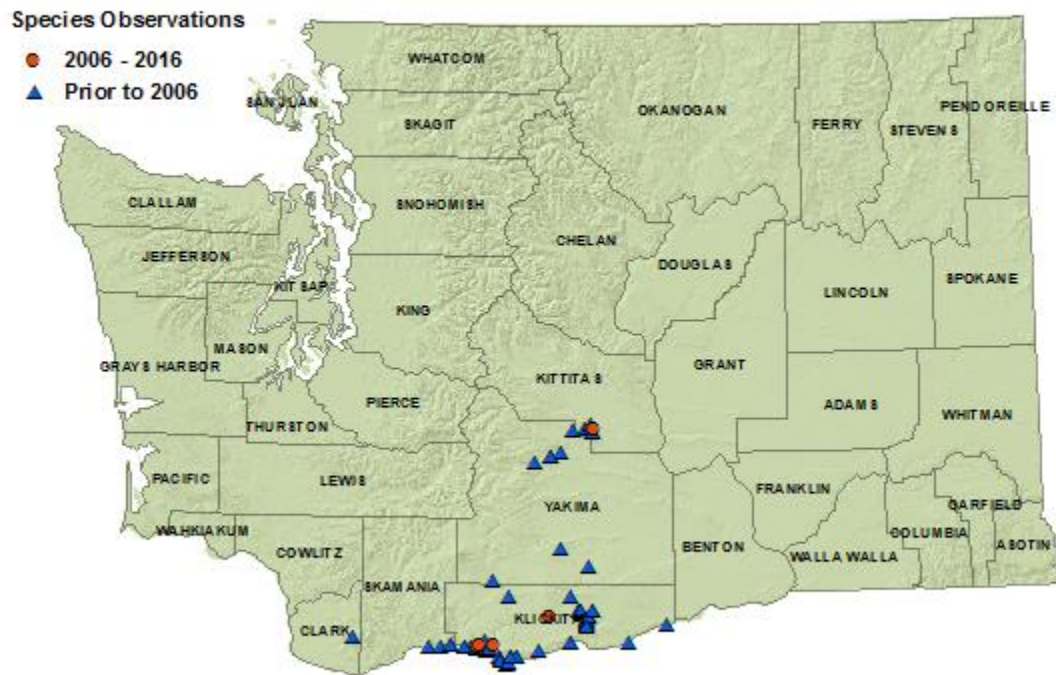 Species Observations
2006 - 2016
Prior to 2006
WHATCOM
SAN JUAN
SKAGIT
OKANOGAN
FERRY
STEVENS
PEND OREILLE
CLALLAM
SNOHOMISH
CHELAN
JEFFERSON
KITSAP
DOUGLAS
LINCOLN
SPOKANE
KING
MASON
GRAYS HARBOR
GRANT
KITTITAS
PIERCE
ADAMS
WHITMAN
THURSTON
PACIFIC
LEWIS
YAKIMA
FRANKLIN
GARFIELD
WAHKIAKUM
COLUMBIA
COWLITZ
BENTON
WALLA WALLA
ASOTIN
SKAMANIA
KLICKITAT
CLARK